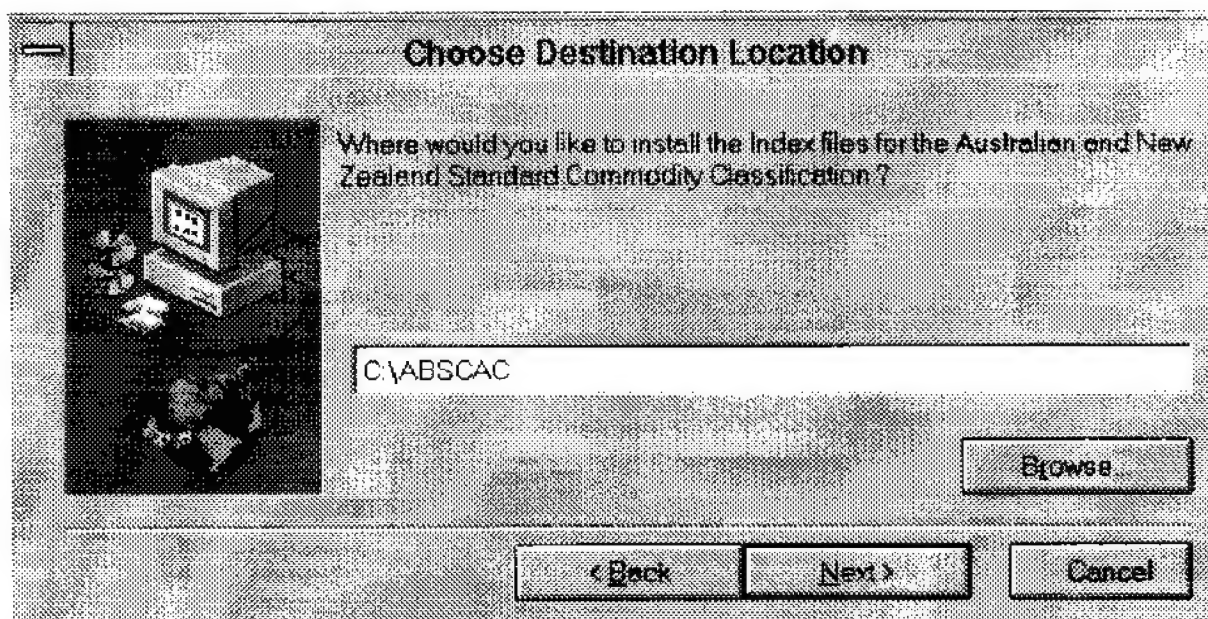 Choose Destination Location
Where would you like to install the Index files for the Australian and New
Zealand Standard Commodity Classification ?
C:\ABSCAC
Browse...
< Back
Next >
Cancel